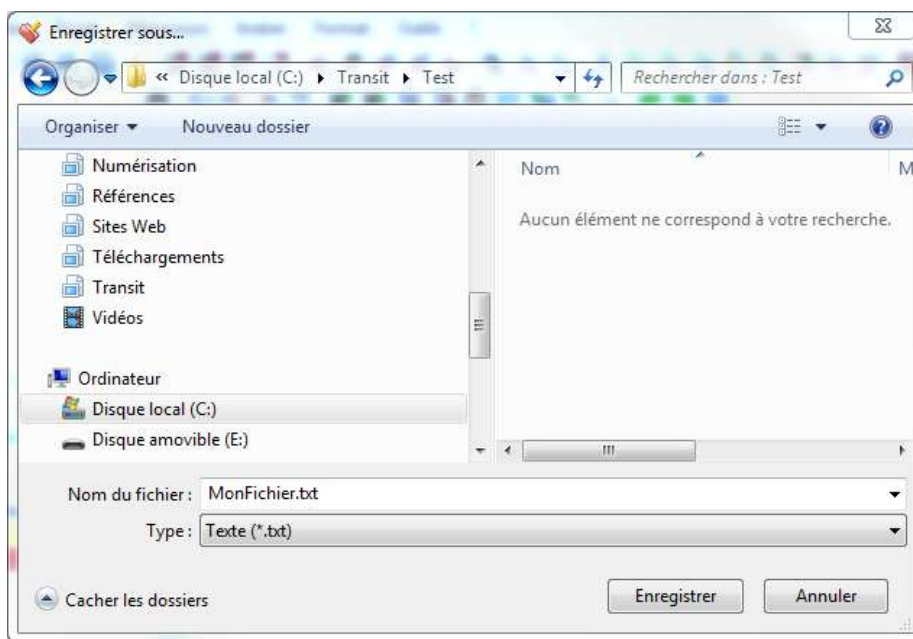 Enregistrer sous...
« Disque local (C:) Transit Test
Rechercher dans : Test
Organiser Nouveau dossier
Numérisation
Références
Sites Web
Téléchargements
Transit
Vidéos
Ordinateur
Disque local (C:)
Disque amovible (E:)
Nom M
Aucun élément ne correspond à votre recherche.
Nom du fichier : MonFichier.txt
Type : Texte (*.txt)
Cacher les dossiers
Enregistrer Annuler